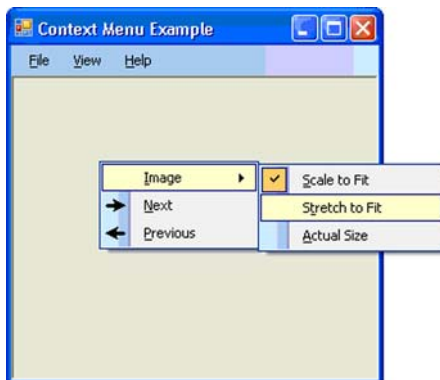 Context Menu Example
File View Help
Image
Next
Previous
Scale to Fit
Stretch to Fit
Actual Size